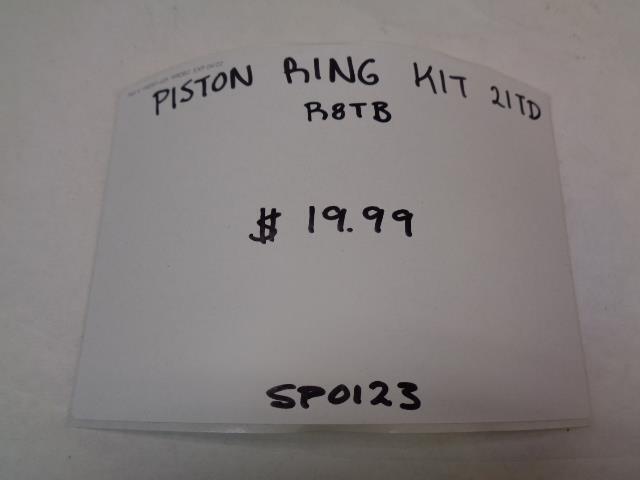 PISTON RING KIT 21TD
R8TB
$ 19.99
SP0123